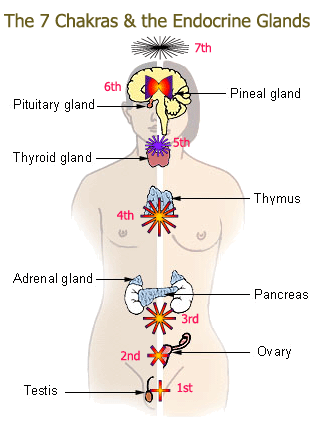 The 7 Chakras & the Endocrine Glands
7th
6th
Pineal gland
Pituitary gland
5th
Thyroid gland
Thymus
4th
Adrenal gland
Pancreas
3rd
2nd
Ovary
Testis
1st